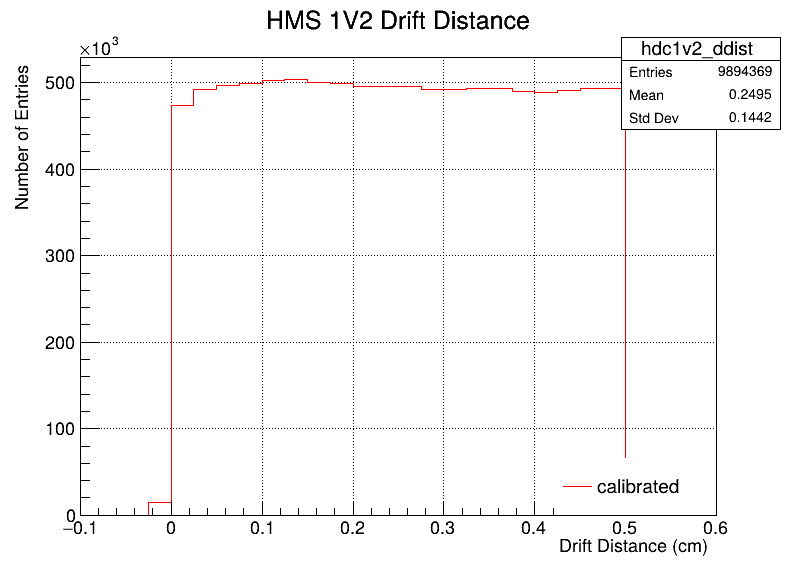 HMS 1V2 Drift Distance
×10³
hdc1v2_ddist
Entries 9894369
Mean 0.2495
Std Dev 0.1442
Number of Entries
500
400
300
200
100
0
−0.1 0 0.1 0.2 0.3 0.4 0.5 0.6
Drift Distance (cm)
calibrated